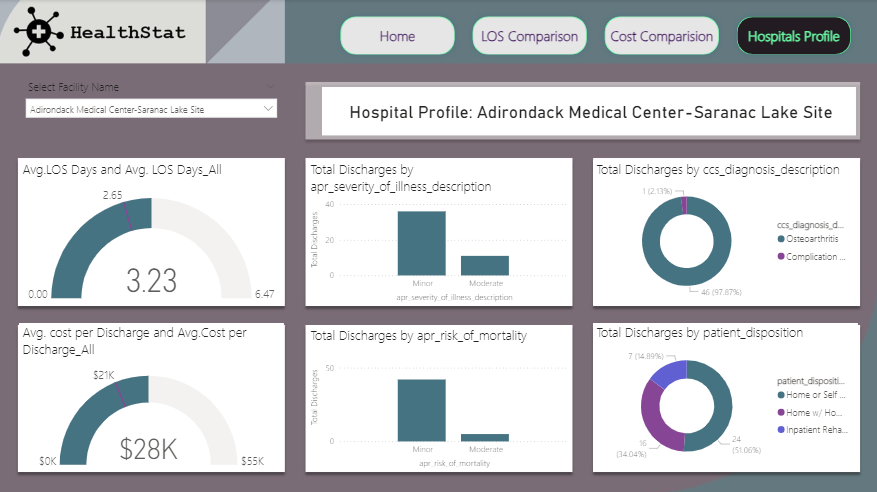 HealthStat
Home
LOS Comparison
Cost Comparision
Hospitals Profile
Select Facility Name
Adirondack Medical Center-Saranac Lake Site
Hospital Profile: Adirondack Medical Center-Saranac Lake Site
Avg.LOS Days and Avg. LOS Days_All
2.65
3.23
0.00
6.47
Total Discharges by
apr_severity_of_illness_description
Total Discharges
40
20
0
Minor
Moderate
apr_severity_of_illness_description
Total Discharges by ccs_diagnosis_description
1 (2.13%)
46 (97.87%)
ccs_diagnosis_d...
Osteoarthritis
Complication ...
Avg. cost per Discharge and Avg.Cost per
Discharge_All
$21K
$28K
$0K
$55K
Total Discharges by apr_risk_of_mortality
Total Discharges
50
0
Minor
Moderate
apr_risk_of_mortality
Total Discharges by patient_disposition
7 (14.89%)
16
(34.04%)
24
(51.06%)
patient_dispositi...
Home or Self ...
Home w/ Ho...
Inpatient Reha...